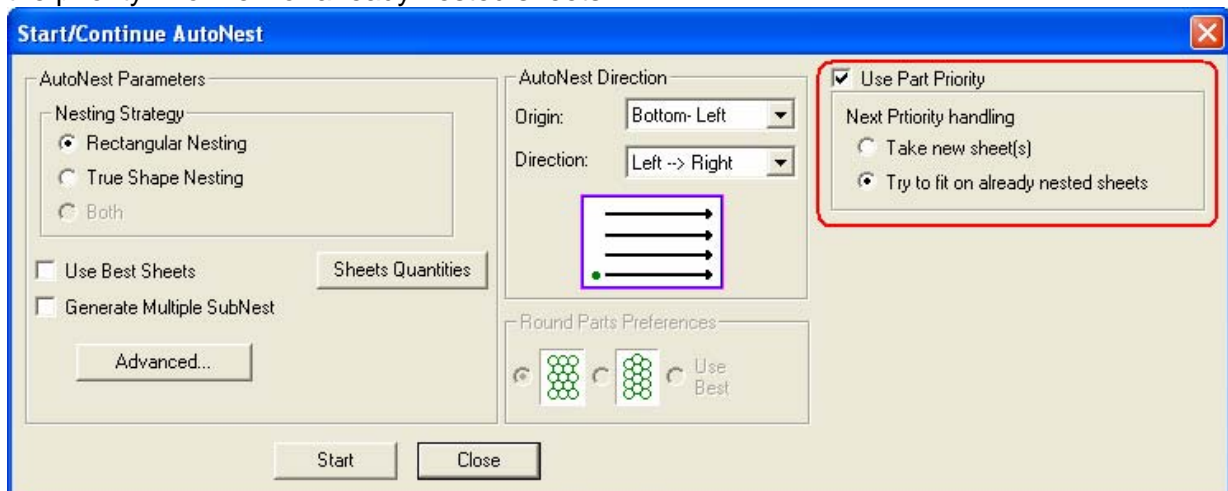 Start/Continue AutoNest
AutoNest Parameters
Nesting Strategy
Rectangular Nesting
True Shape Nesting
Both
Use Best Sheets
Sheets Quantities
Generate Multiple SubNest
Advanced...
AutoNest Direction
Origin:
Bottom- Left
Direction:
Left --> Right
Round Parts Preferences
Use
Best
Use Part Priority
Next Prtiority handling
Take new sheet(s)
Try to fit on already nested sheets
Start
Close